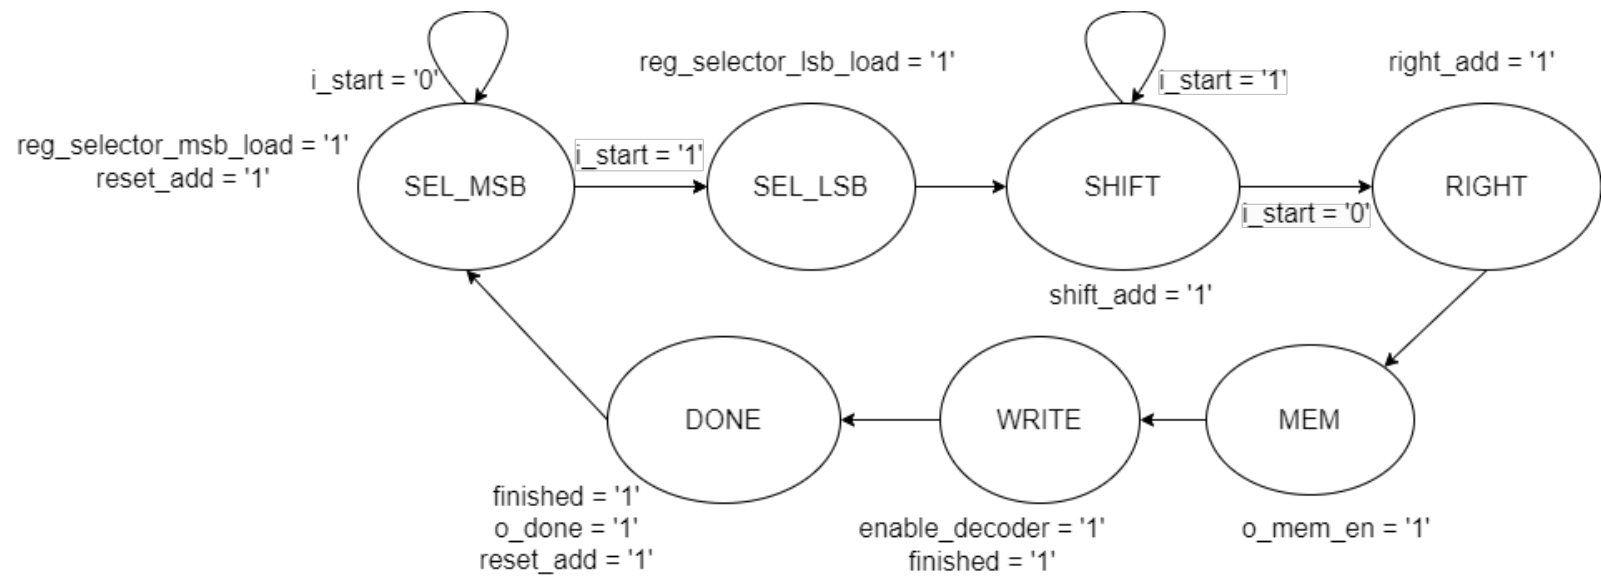 i_start = '0'
reg_selector_msb_load = '1'
reset_add = '1'
SEL_MSB
i_start = '1'
reg_selector_lsb_load = '1'
SEL_LSB
i_start = '1'
SHIFT
shift_add = '1'
i_start = '0'
right_add = '1'
RIGHT
MEM
o_mem_en = '1'
WRITE
enable_decoder = '1'
finished = '1'
DONE
finished = '1'
o_done = '1'
reset_add = '1'